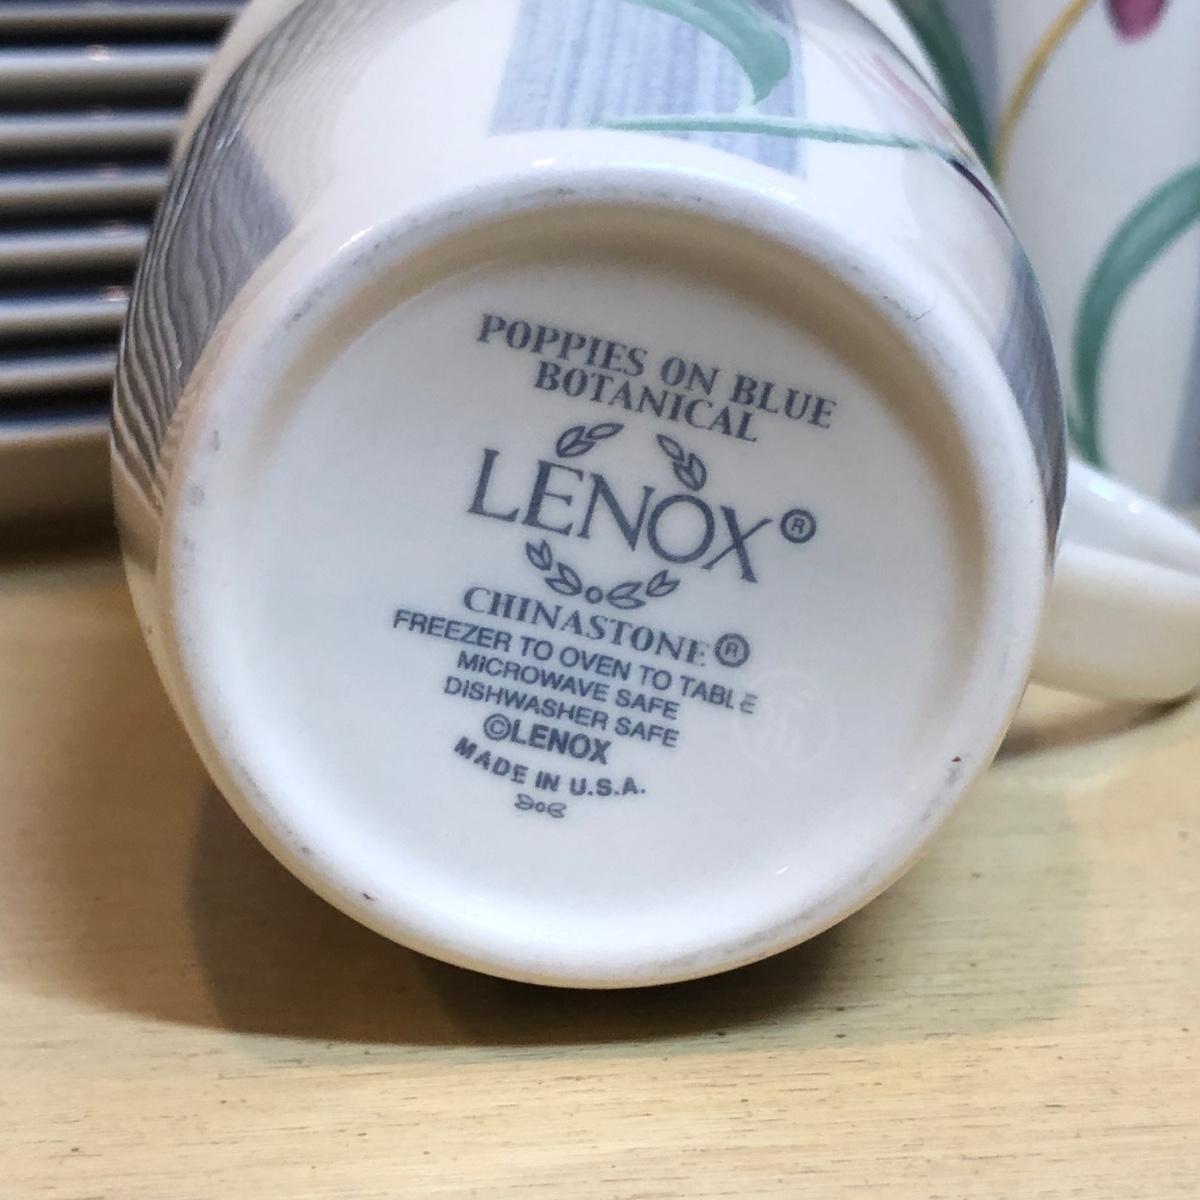 POPPIES ON BLUE
BOTANICAL
LENOX®
CHINASTONE®
FREEZER TO OVEN TO TABLE
MICROWAVE SAFE
DISHWASHER SAFE
©LENOX
MADE IN U.S.A.